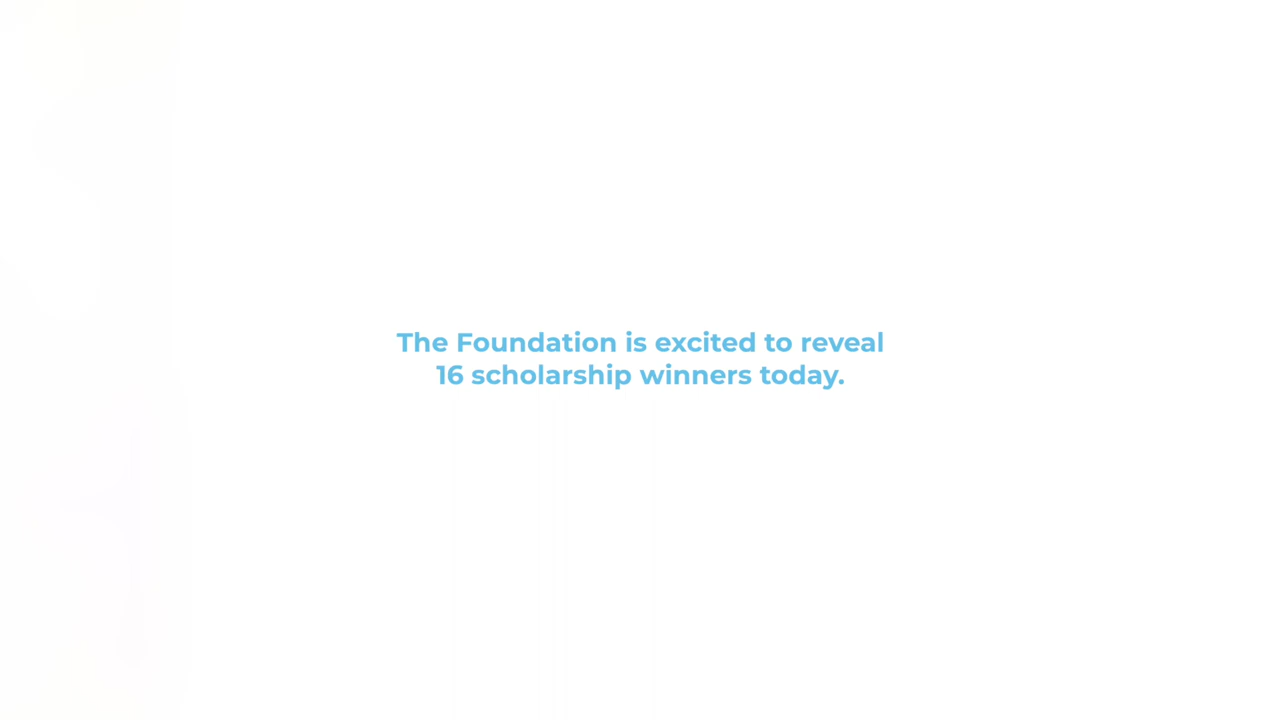 The Foundation is excited to reveal
16 scholarship winners today.